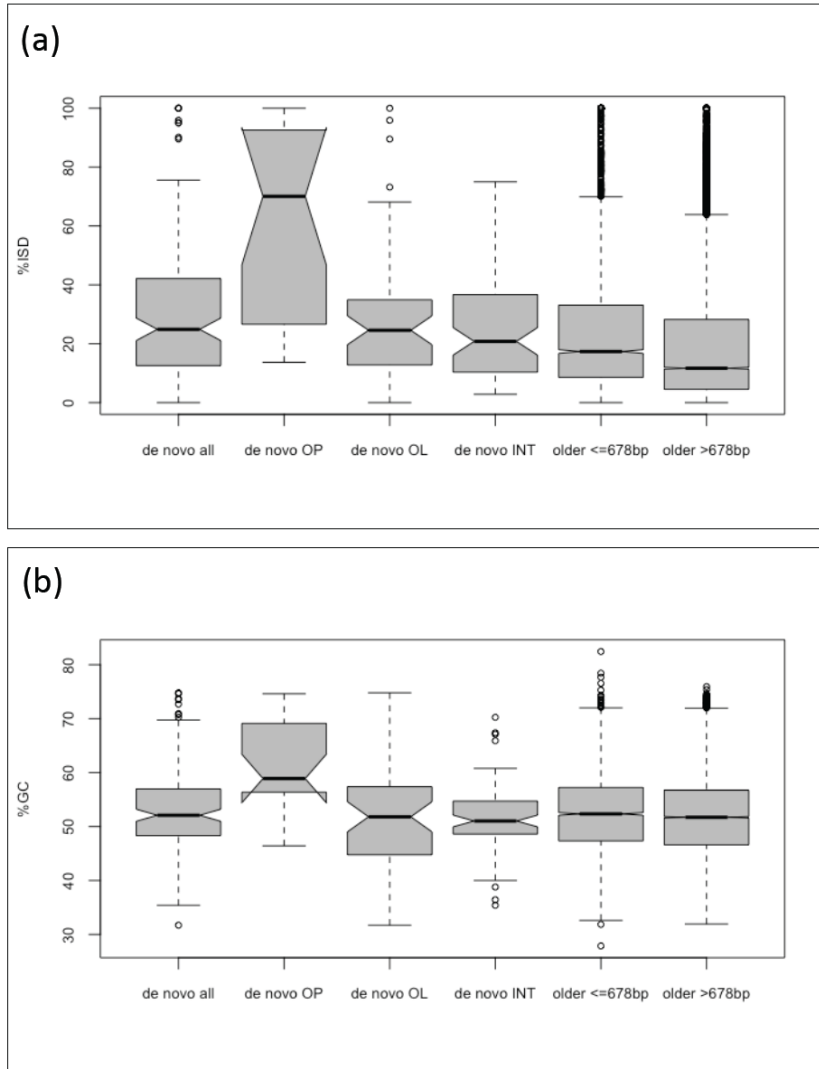 (a)
100
80
60
40
20
0
%ISD
de novo all de novo OP de novo OL de novo INT older <=678bp older >678bp
(b)
80
70
60
50
40
30
%GC
de novo all de novo OP de novo OL de novo INT older <=678bp older >678bp